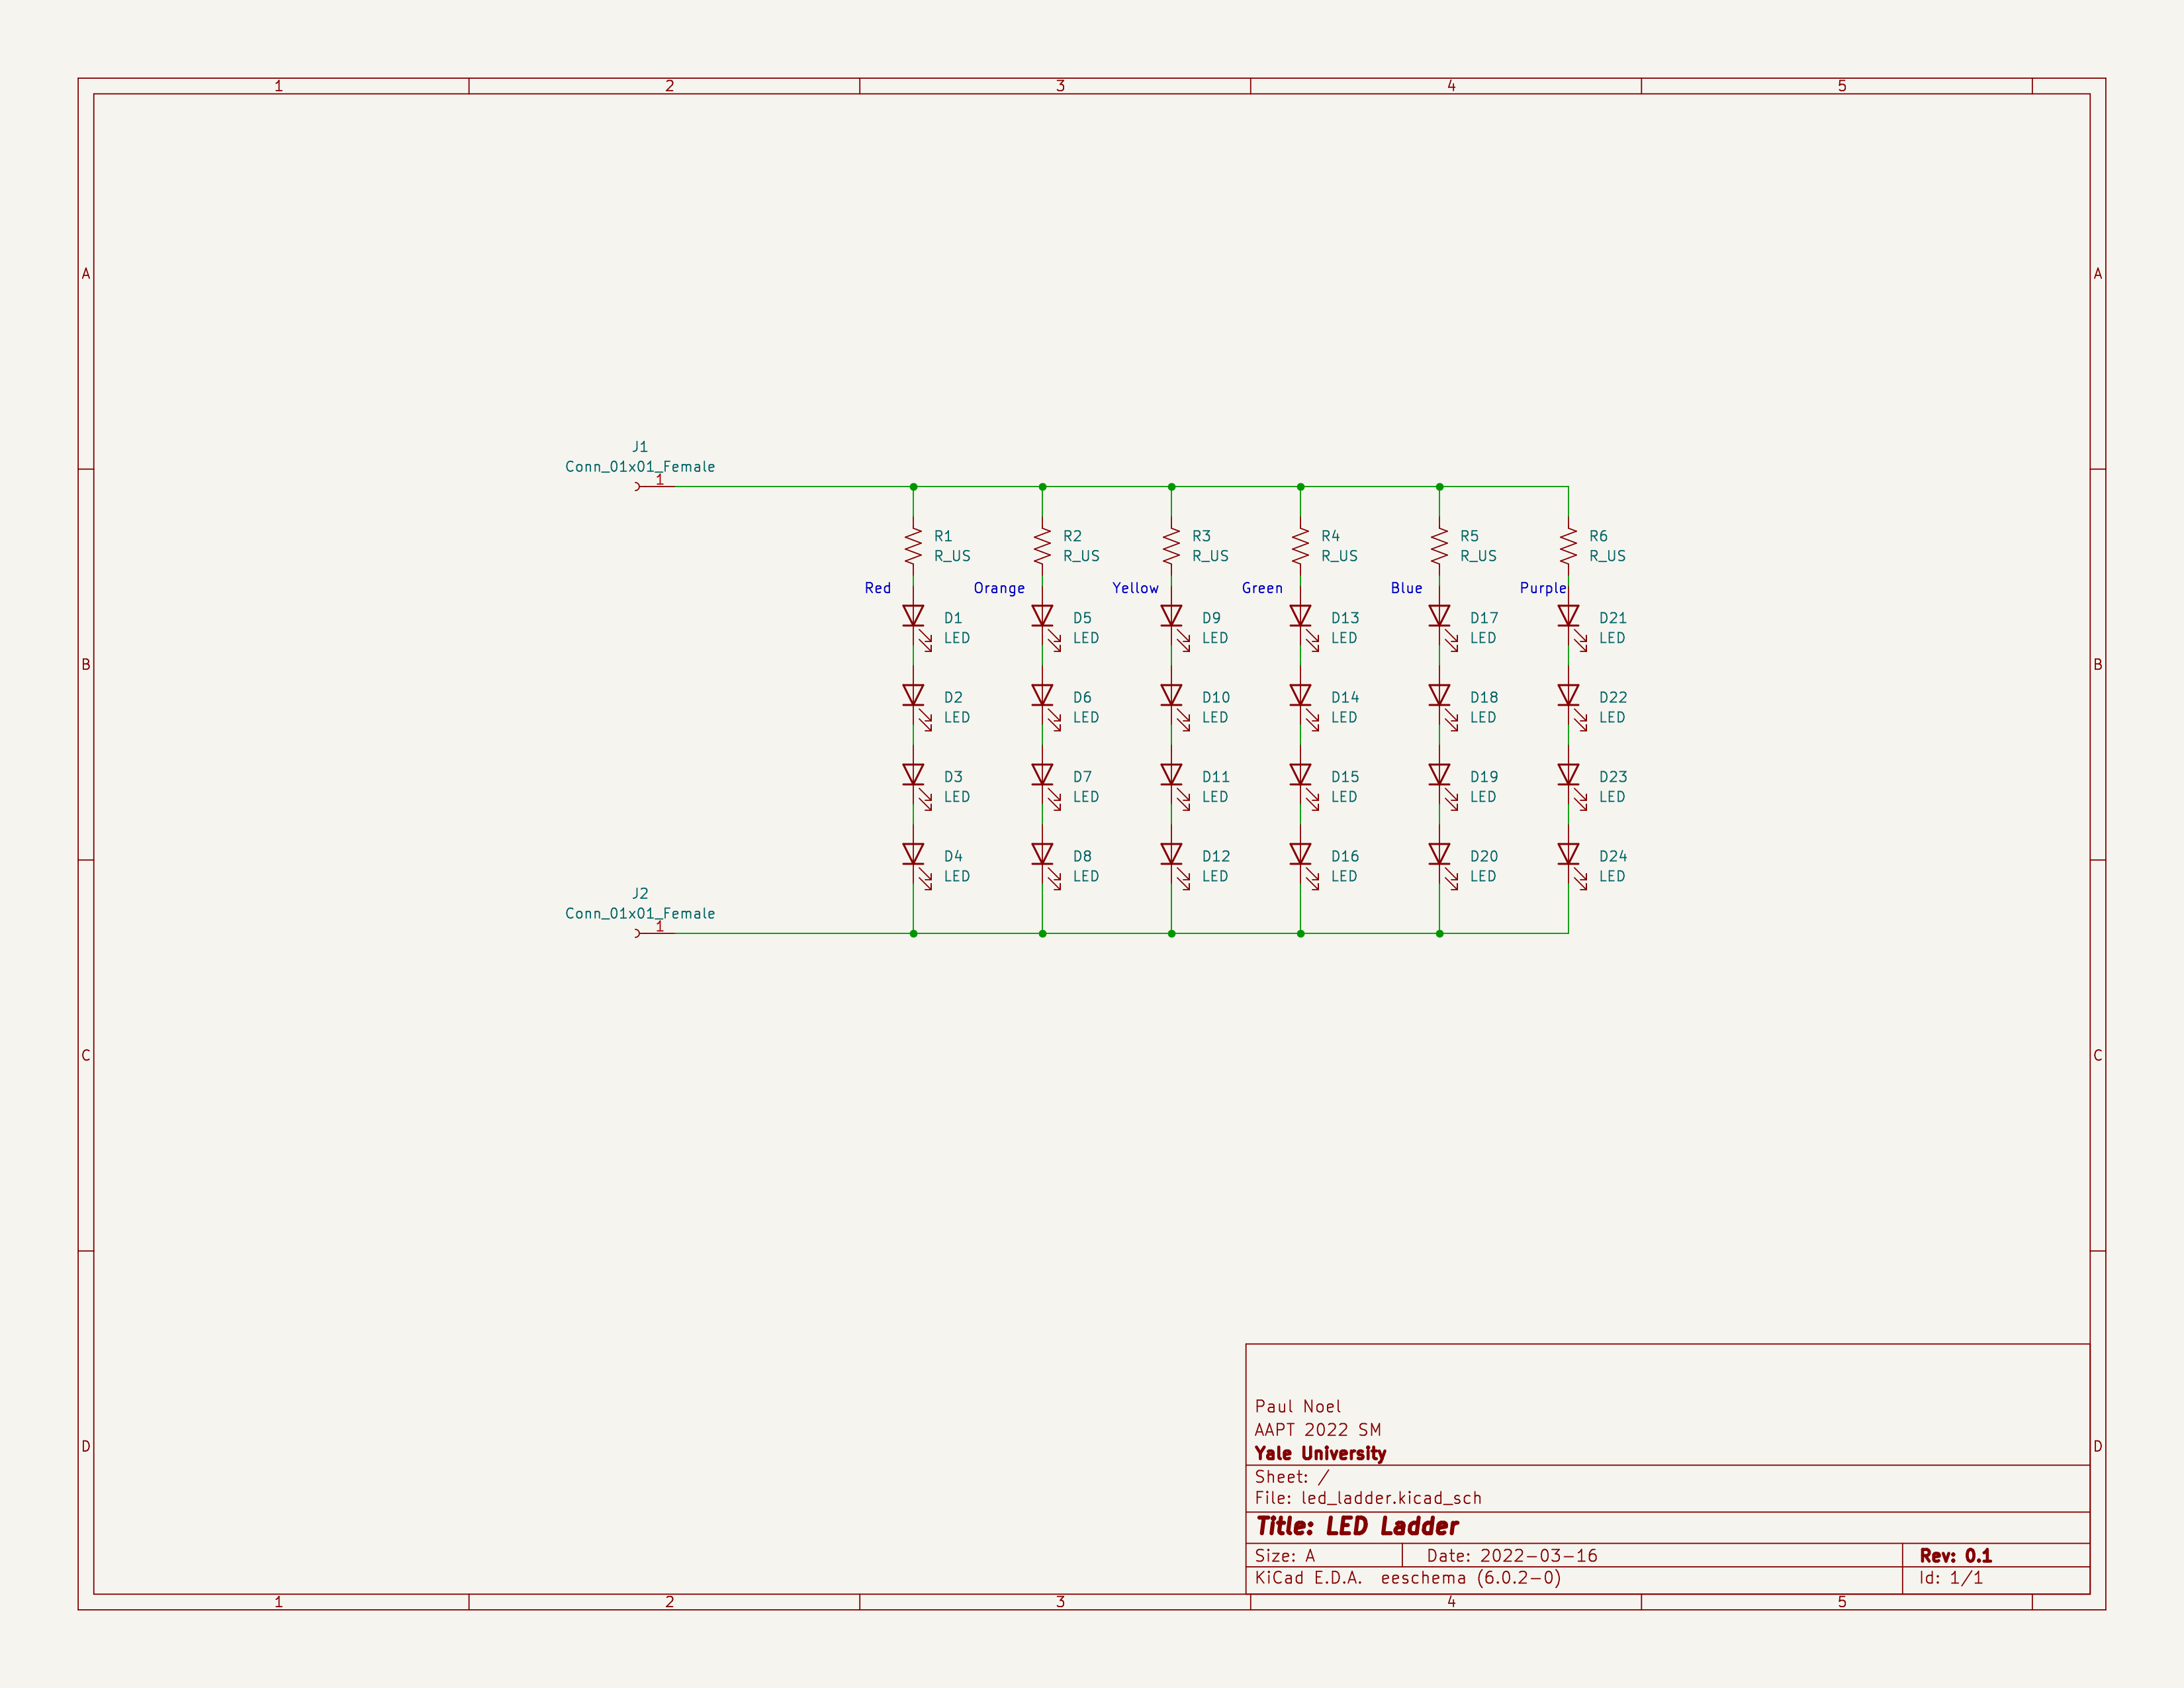 1 2 3 4 5
A A
J1
Conn_01x01_Female
1
R1 R2 R3 R4 R5 R6
R_US R_US R_US R_US R_US R_US
Red Orange Yellow Green Blue Purple
D1 D5 D9 D13 D17 D21
LED LED LED LED LED LED
B B
D2 D6 D10 D14 D18 D22
LED LED LED LED LED LED
D3 D7 D11 D15 D19 D23
LED LED LED LED LED LED
D4 D8 D12 D16 D20 D24
LED LED LED LED LED LED
J2
Conn_01x01_Female
1
C C
Paul Noel
AAPT 2022 SM
D D
Yale University
Sheet: /
File: led_ladder.kicad_sch
Title: LED Ladder
Size: A Date: 2022-03-16 Rev: 0.1
KiCad E.D.A. eeschema (6.0.2-0) Id: 1/1
1 2 3 4 5